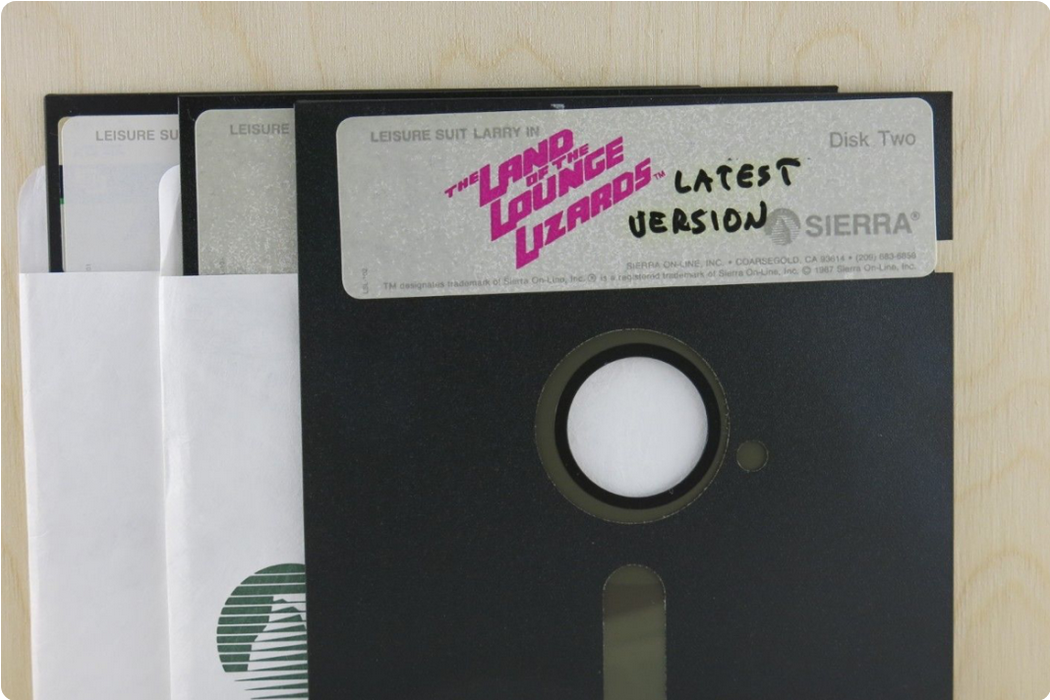 LEISURE SU
LEISURE
LEISURE SUIT LARRY IN
THE LAND
OF THE
LOUNGE
LIZARDS™
Disk Two
LATEST
VERSION
SIERRA®
SIERRA ON-LINE, INC. • COARSEGOLD, CA 93614 • (209) 683-6858
TM designates trademark of Sierra On-Line, Inc. ® is a registered trademark of Sierra On-Line, Inc. © 1987 Sierra On-Line, Inc.